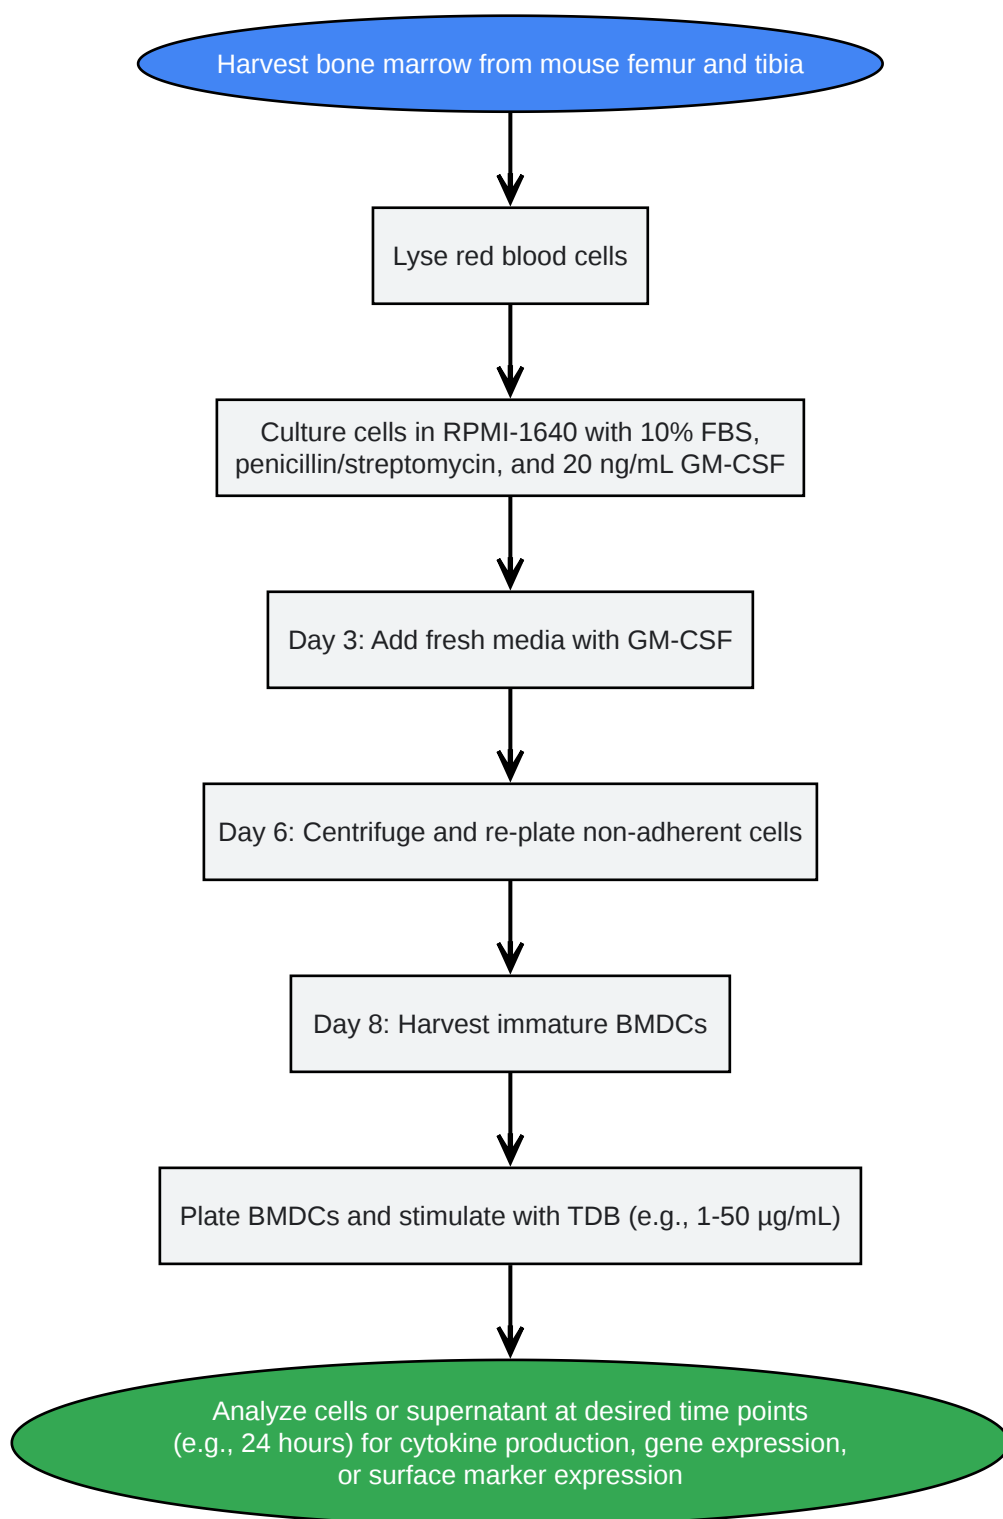 Harvest bone marrow from mouse femur and tibia
Lyse red blood cells
Culture cells in RPMI-1640 with 10% FBS,
penicillin/streptomycin, and 20 ng/mL GM-CSF
Day 3: Add fresh media with GM-CSF
Day 6: Centrifuge and re-plate non-adherent cells
Day 8: Harvest immature BMDCs
Plate BMDCs and stimulate with TDB (e.g., 1-50 µg/mL)
Analyze cells or supernatant at desired time points
(e.g., 24 hours) for cytokine production, gene expression,
or surface marker expression